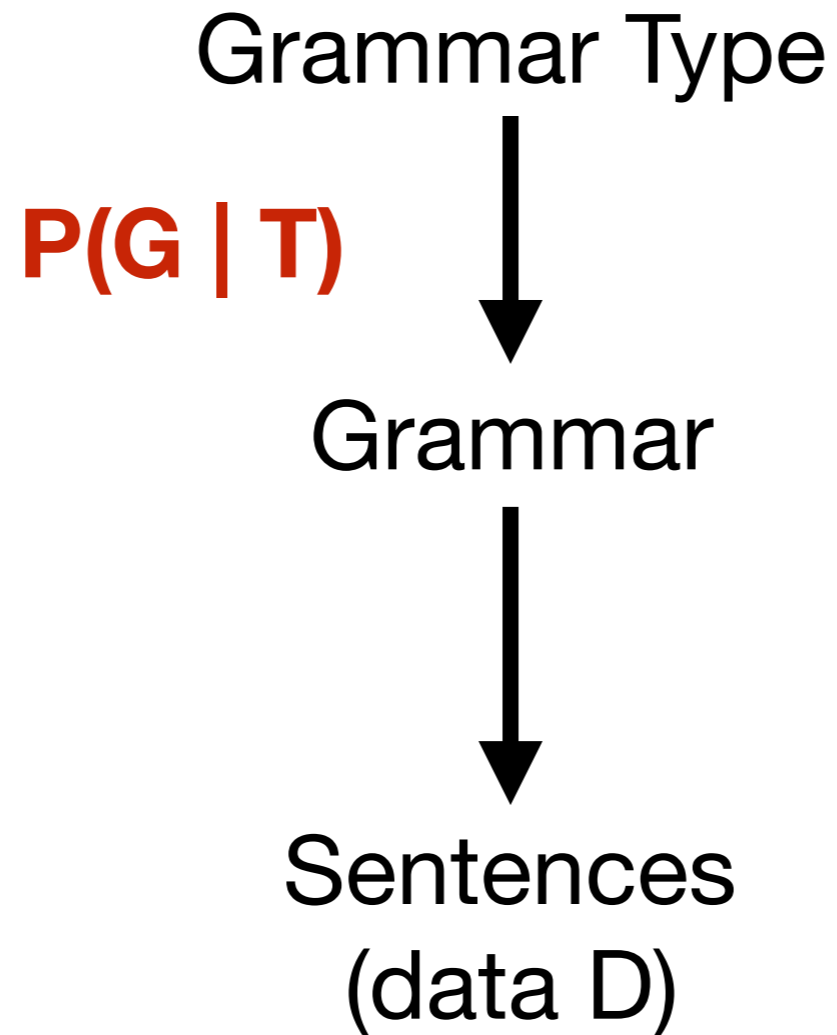 Grammar Type
P(G | T)
Grammar
Sentences
(data D)